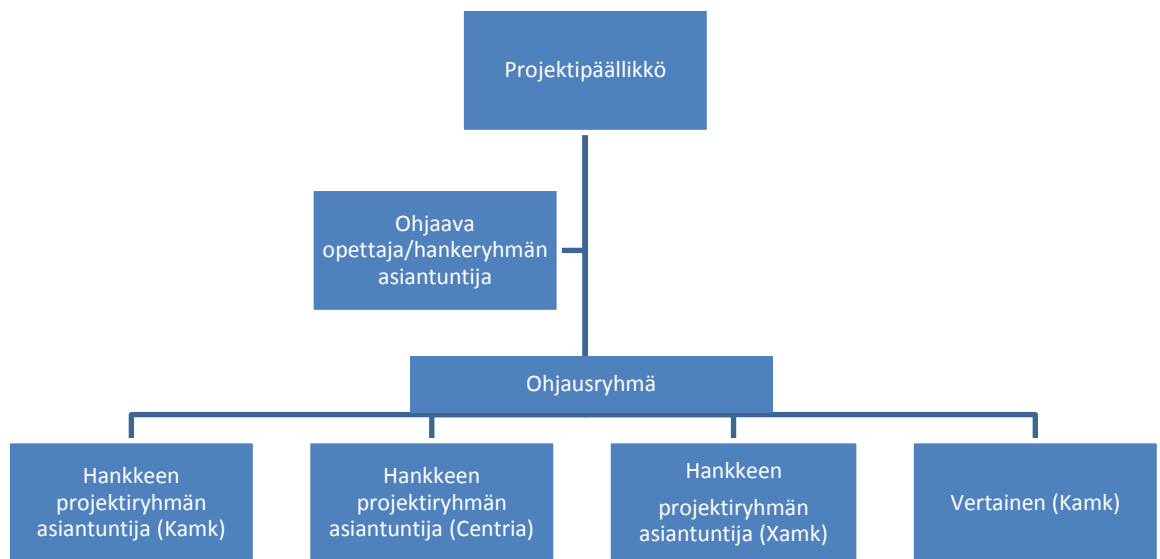 Projektipäällikkö
Ohjaava
opettaja/hankeryhmän
asiantuntija
Ohjausryhmä
Hankkeen
projektiryhmän
asiantuntija (Kamk)
Hankkeen
projektiryhmän
asiantuntija (Centria)
Hankkeen
projektiryhmän
asiantuntija (Xamk)
Vertainen (Kamk)